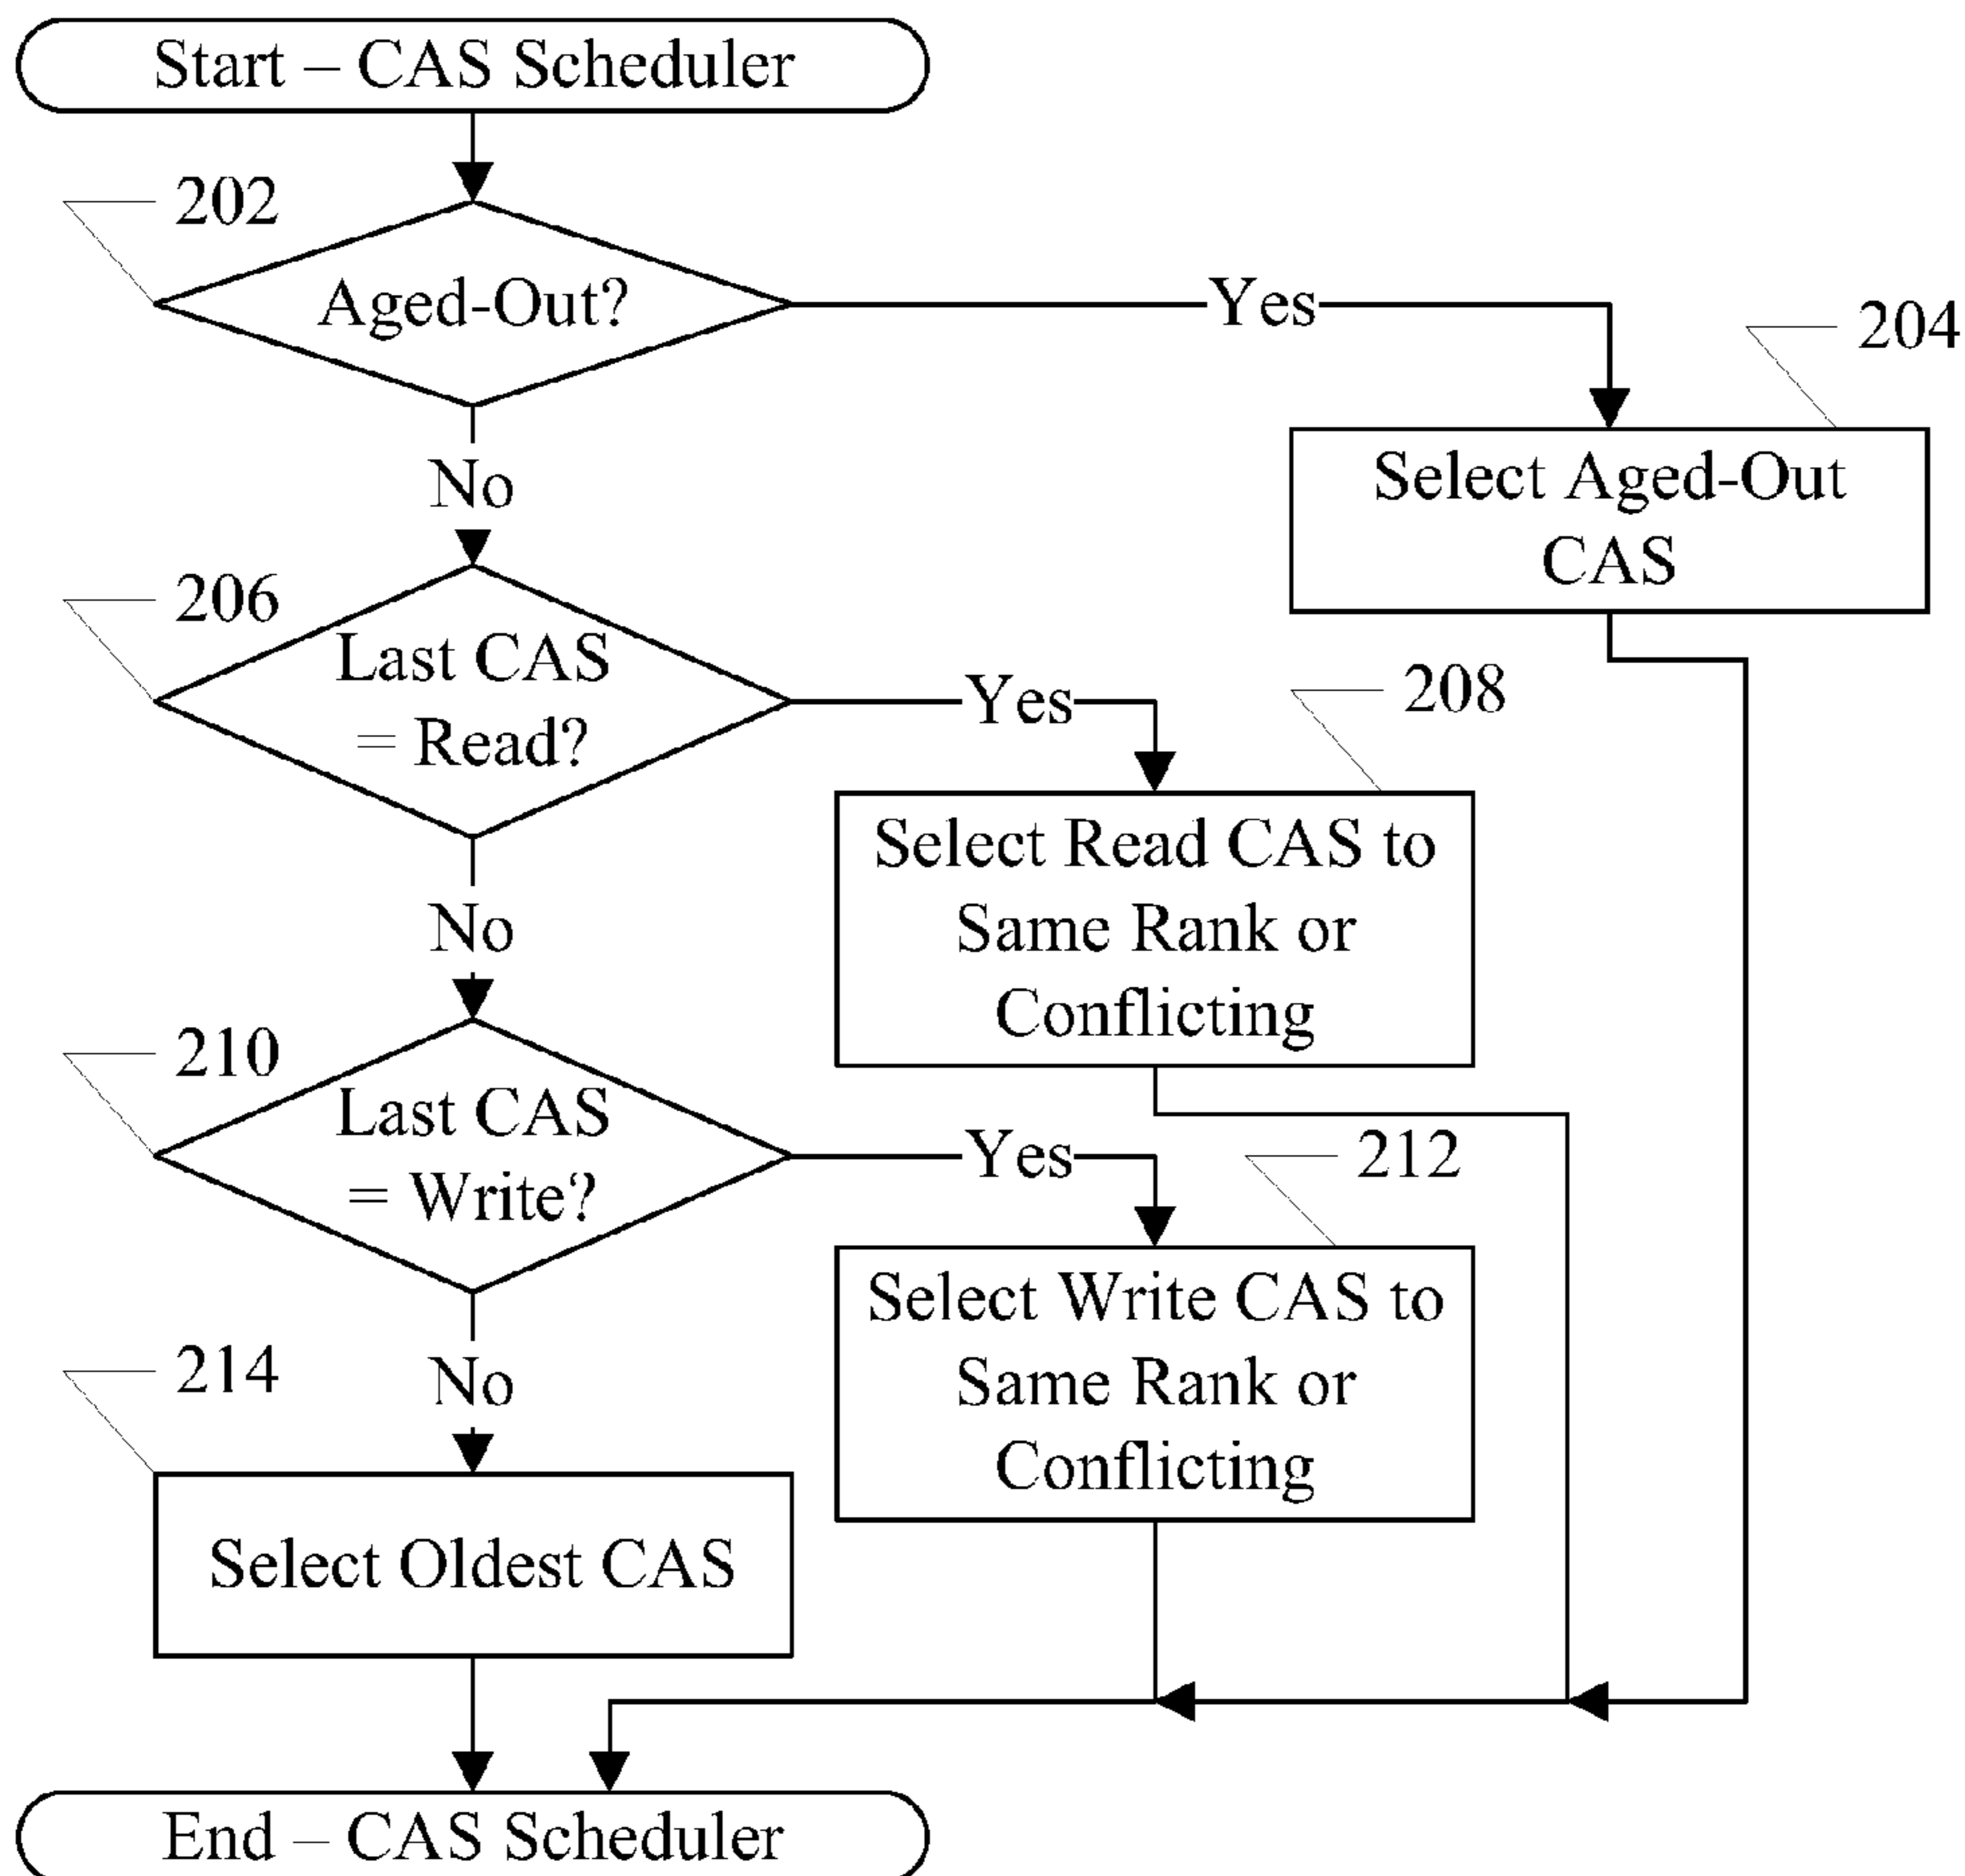 Start – CAS Scheduler
202
Aged-Out?
Yes
204
No
Select Aged-Out
CAS
206
Last CAS
= Read?
Yes
208
No
Select Read CAS to
Same Rank or
Conflicting
210
Last CAS
= Write?
Yes
212
No
Select Write CAS to
Same Rank or
Conflicting
214
Select Oldest CAS
End – CAS Scheduler